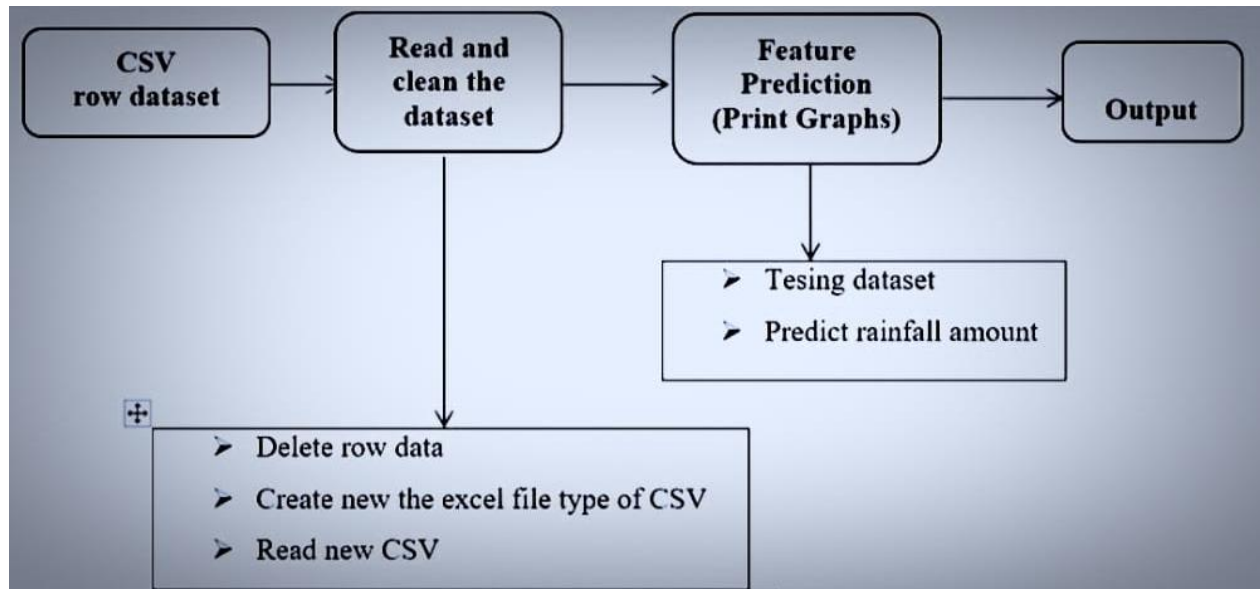 CSV
row dataset
Read and
clean the
dataset
Feature
Prediction
(Print Graphs)
Output
➢ Tesing dataset
➢ Predict rainfall amount
➢ Delete row data
➢ Create new the excel file type of CSV
➢ Read new CSV